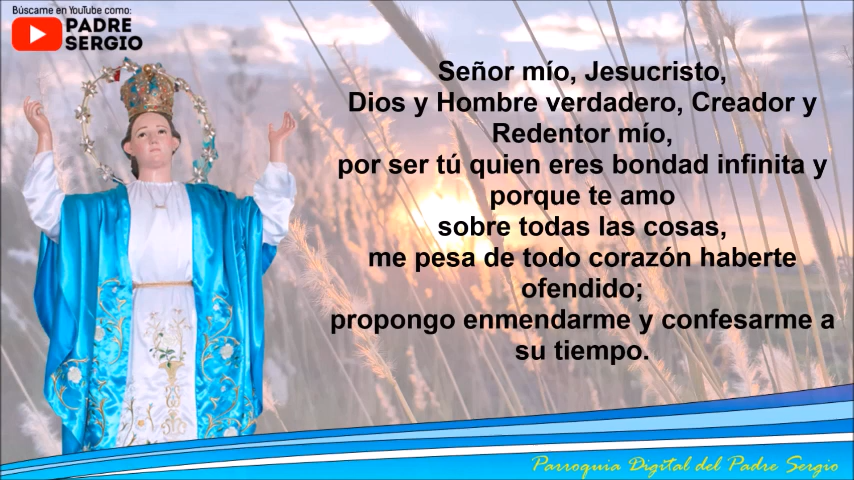 Búscame en YouTube como:
PADRE
SERGIO
Señor mío, Jesucristo,
Dios y Hombre verdadero, Creador y
Redentor mío,
por ser tú quien eres bondad infinita y
porque te amo
sobre todas las cosas,
me pesa de todo corazón haberte
ofendido;
propongo enmendarme y confesarme a
su tiempo.
Parroquia Digital del Padre Sergio